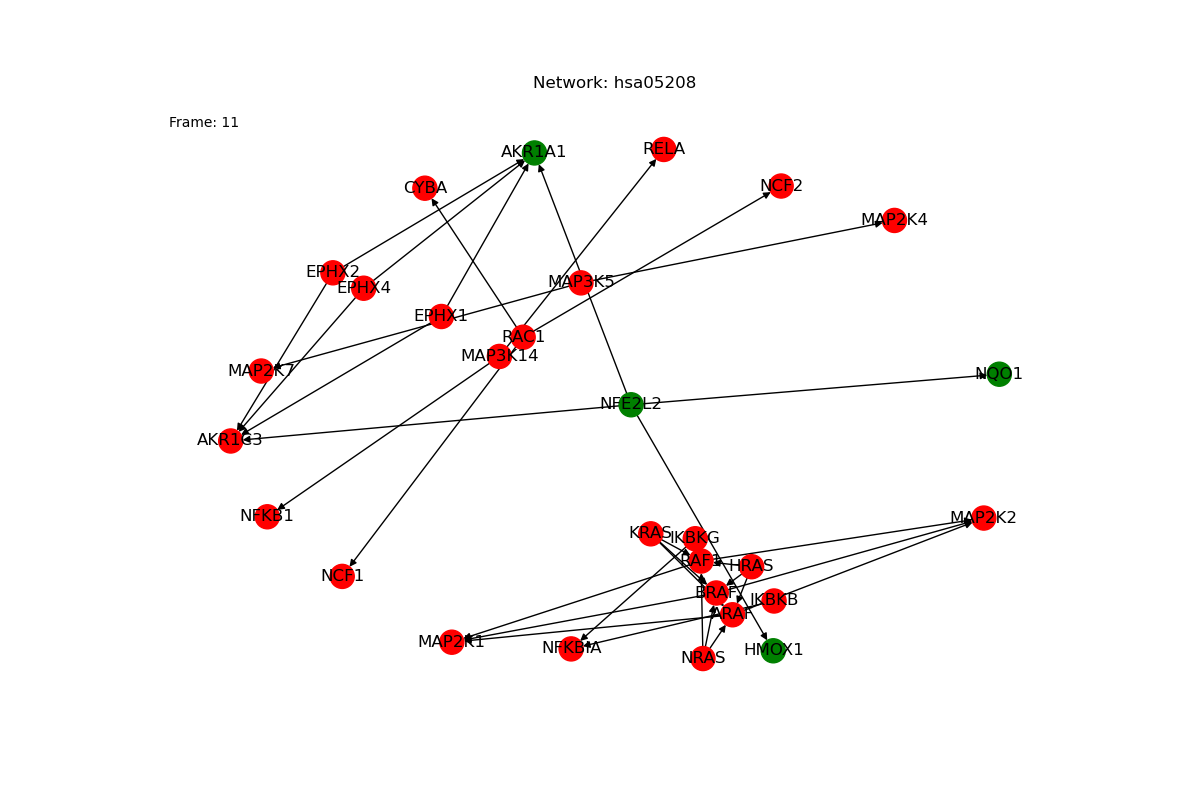 Network: hsa05208
Frame: 11
AKR1A1
RELA
CYBA
NCF2
MAP2K4
EPHX2
EPHX4
MAP3K5
EPHX1
RAC1
MAP3K14
MAP2K7
NQO1
NFE2L2
AKR1C3
NFKB1
MAP2K2
KRAS
IKBKG
RAF1
HRAS
NCF1
BRAF
IKBKB
ARAF
MAP2K1
NFKBIA
NRAS
HMOX1